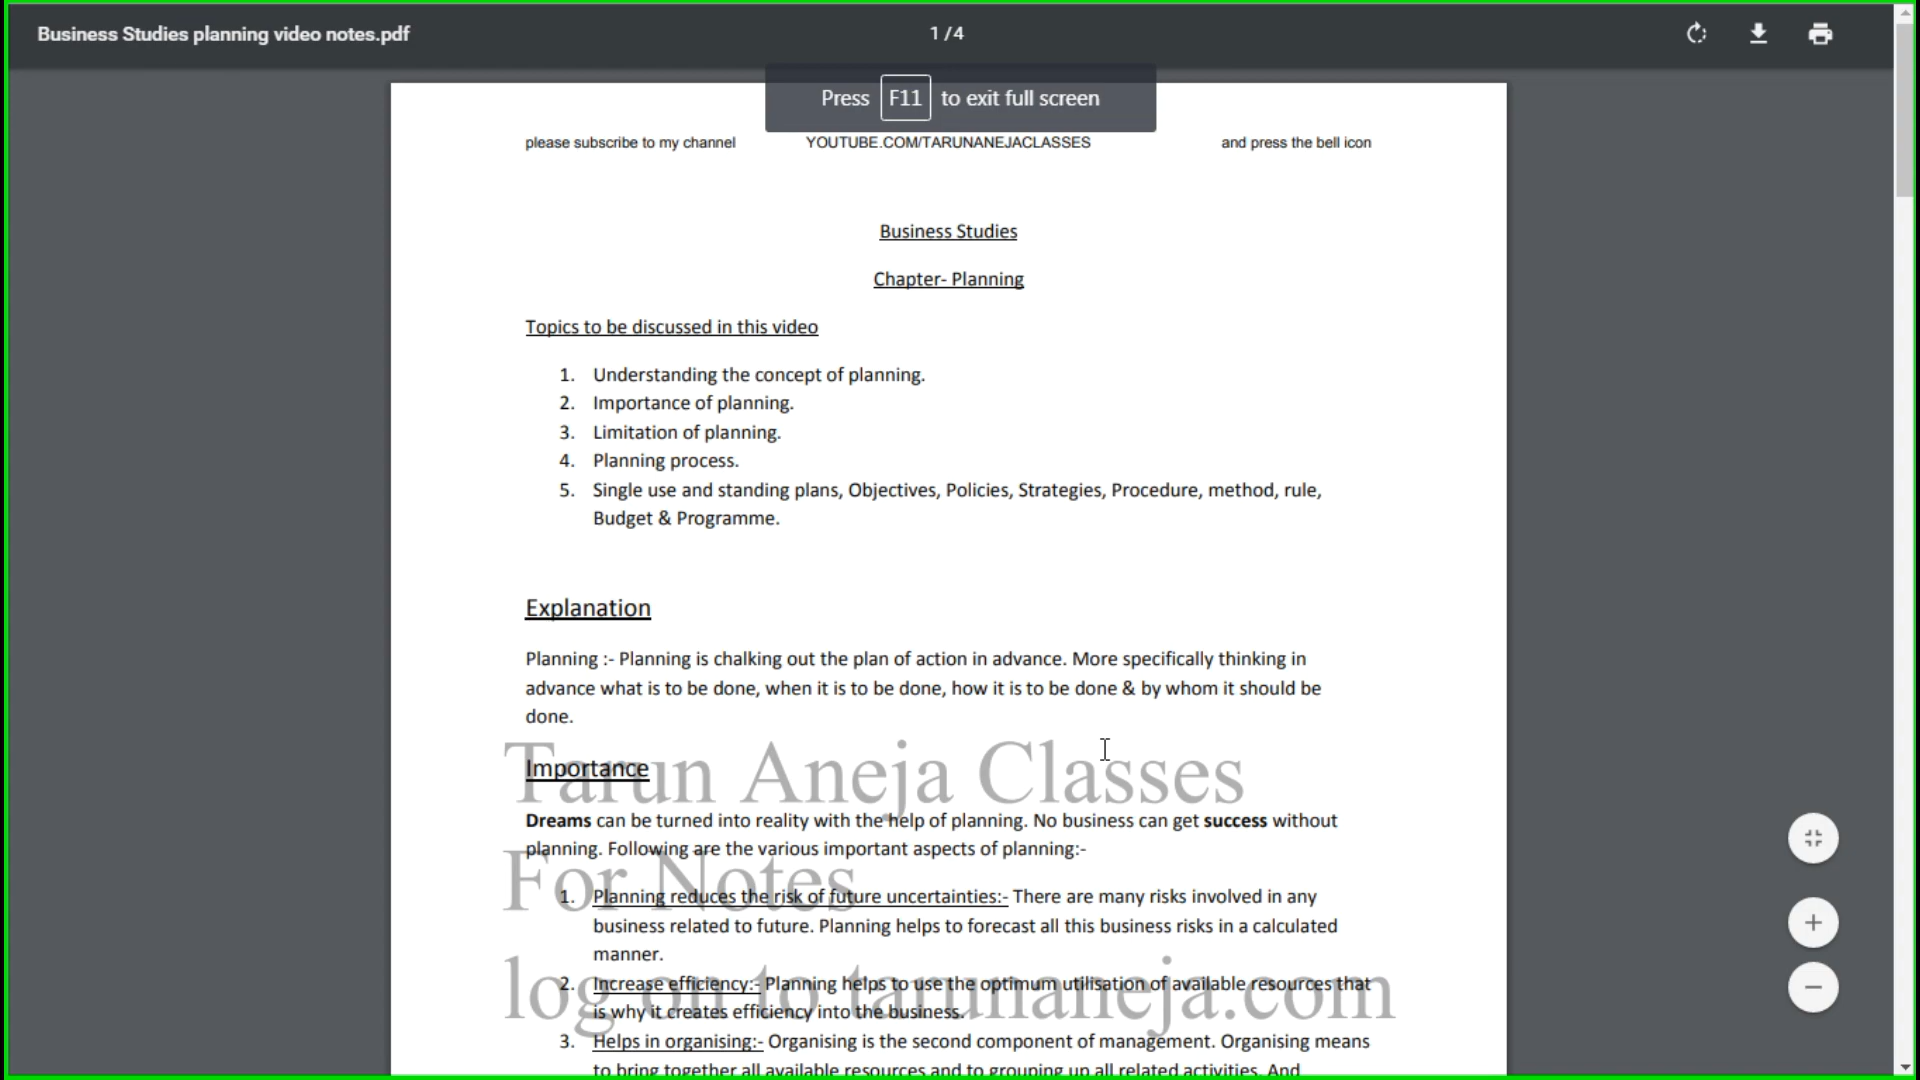 Business Studies planning video notes.pdf
1 / 4
Press F11 to exit full screen
please subscribe to my channel YOUTUBE.COM/TARUNANEJACLASSES and press the bell icon
Business Studies
Chapter- Planning
Topics to be discussed in this video
1. Understanding the concept of planning.
2. Importance of planning.
3. Limitation of planning.
4. Planning process.
5. Single use and standing plans, Objectives, Policies, Strategies, Procedure, method, rule,
Budget & Programme.
Explanation
Planning :- Planning is chalking out the plan of action in advance. More specifically thinking in
advance what is to be done, when it is to be done, how it is to be done & by whom it should be
done.
Tarun Aneja Classes
Importance
Dreams can be turned into reality with the help of planning. No business can get success without
planning. Following are the various important aspects of planning:-
For Notes
1. Planning reduces the risk of future uncertainties:- There are many risks involved in any
business related to future. Planning helps to forecast all this business risks in a calculated
manner.
log on to tarunaneja.com
2. Increase efficiency:- Planning helps to use the optimum utilisation of available resources that
is why it creates efficiency into the business.
3. Helps in organising:- Organising is the second component of management. Organising means
to bring together all available resources and to grouping up all related activities. And